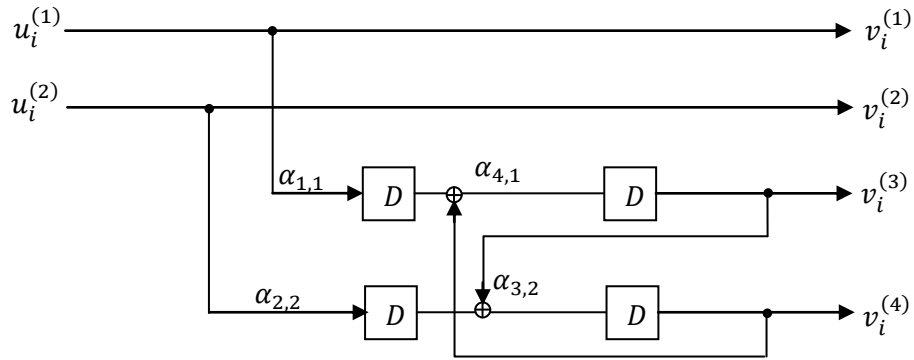 u_i^{(1)} v_i^{(1)}
u_i^{(2)} v_i^{(2)}
α_{1,1} D α_{4,1} D v_i^{(3)}
α_{2,2} D α_{3,2} D v_i^{(4)}